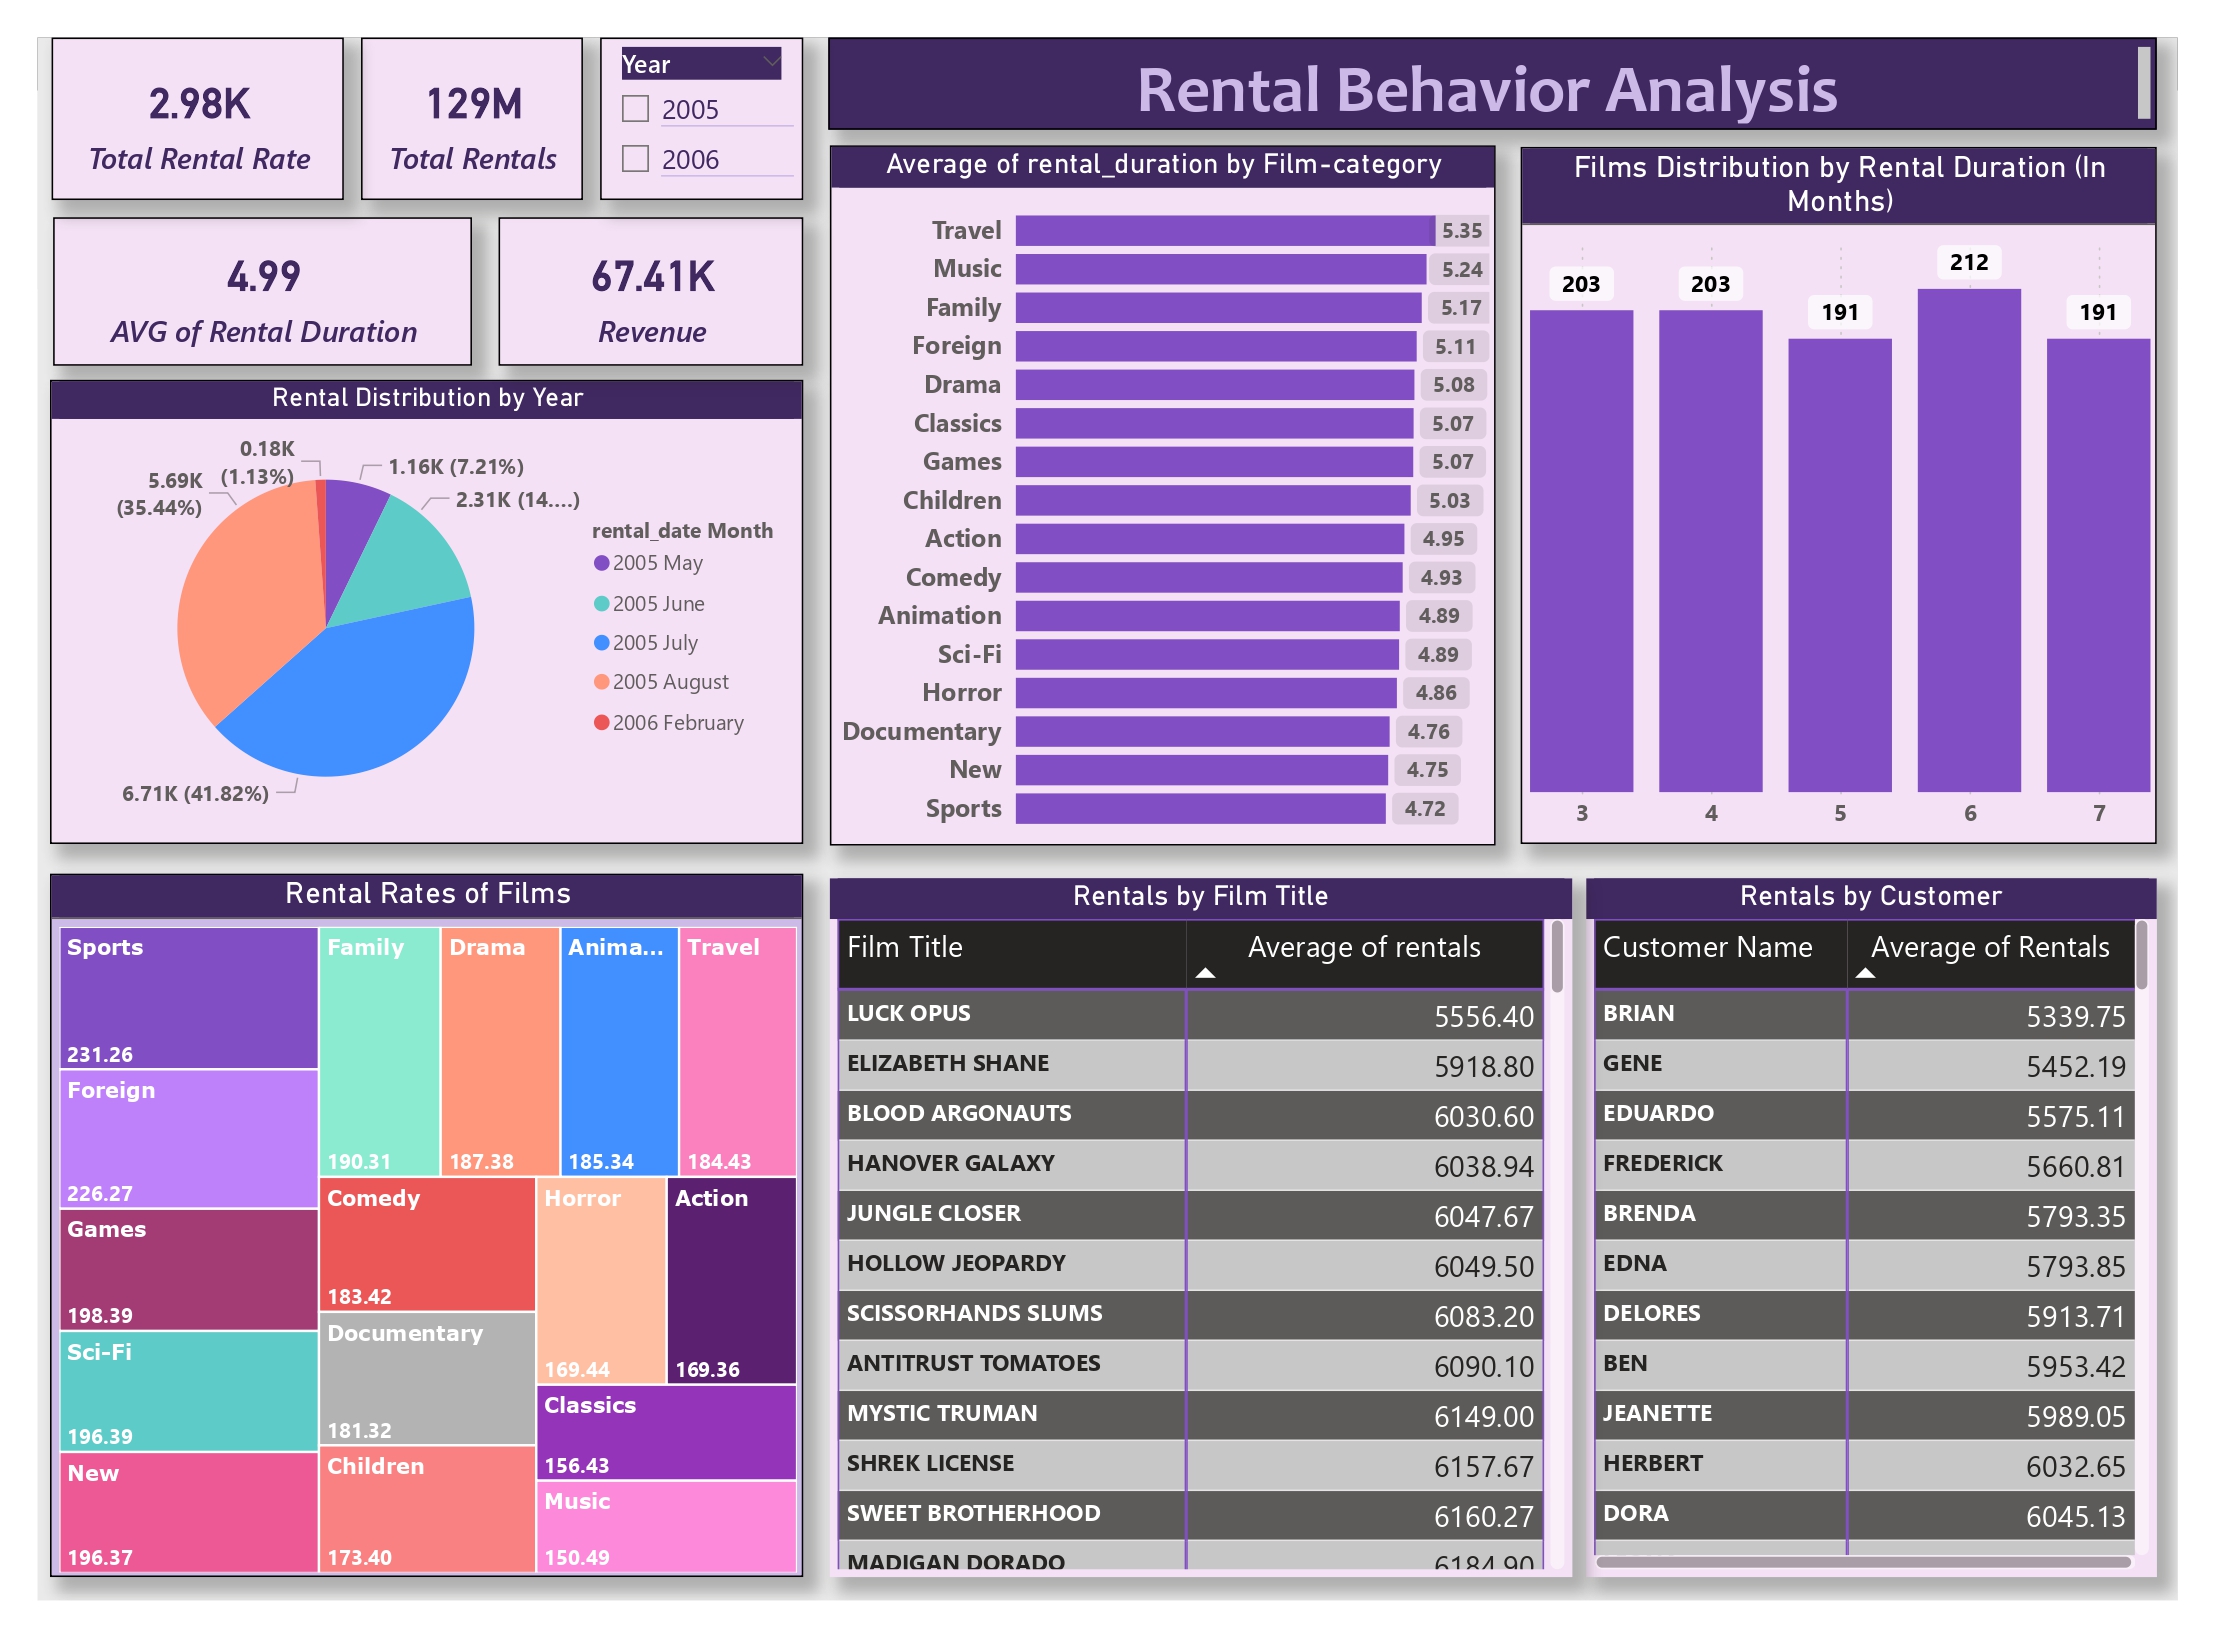 2.98K
Total Rental Rate
129M
Total Rentals
Year
2005
2006
Rental Behavior Analysis
4.99
AVG of Rental Duration
67.41K
Revenue
Rental Distribution by Year
0.18K
(1.13%)
5.69K
(35.44%)
1.16K (7.21%)
2.31K (14....)
6.71K (41.82%)
rental_date Month
2005 May
2005 June
2005 July
2005 August
2006 February
Average of rental_duration by Film-category
Travel 5.35
Music 5.24
Family 5.17
Foreign 5.11
Drama 5.08
Classics 5.07
Games 5.07
Children 5.03
Action 4.95
Comedy 4.93
Animation 4.89
Sci-Fi 4.89
Horror 4.86
Documentary 4.76
New 4.75
Sports 4.72
Films Distribution by Rental Duration (In
Months)
203 203 191 212 191
3 4 5 6 7
Rental Rates of Films
Sports
231.26
Foreign
226.27
Games
198.39
Sci-Fi
196.39
New
196.37
Family
190.31
Drama
187.38
Anima...
185.34
Travel
184.43
Comedy
183.42
Documentary
181.32
Children
173.40
Horror
169.44
Action
169.36
Classics
156.43
Music
150.49
Rentals by Film Title
Film Title Average of rentals
LUCK OPUS 5556.40
ELIZABETH SHANE 5918.80
BLOOD ARGONAUTS 6030.60
HANOVER GALAXY 6038.94
JUNGLE CLOSER 6047.67
HOLLOW JEOPARDY 6049.50
SCISSORHANDS SLUMS 6083.20
ANTITRUST TOMATOES 6090.10
MYSTIC TRUMAN 6149.00
SHREK LICENSE 6157.67
SWEET BROTHERHOOD 6160.27
MADIGAN DORADO 6184.90
Rentals by Customer
Customer Name Average of Rentals
BRIAN 5339.75
GENE 5452.19
EDUARDO 5575.11
FREDERICK 5660.81
BRENDA 5793.35
EDNA 5793.85
DELORES 5913.71
BEN 5953.42
JEANETTE 5989.05
HERBERT 6032.65
DORA 6045.13